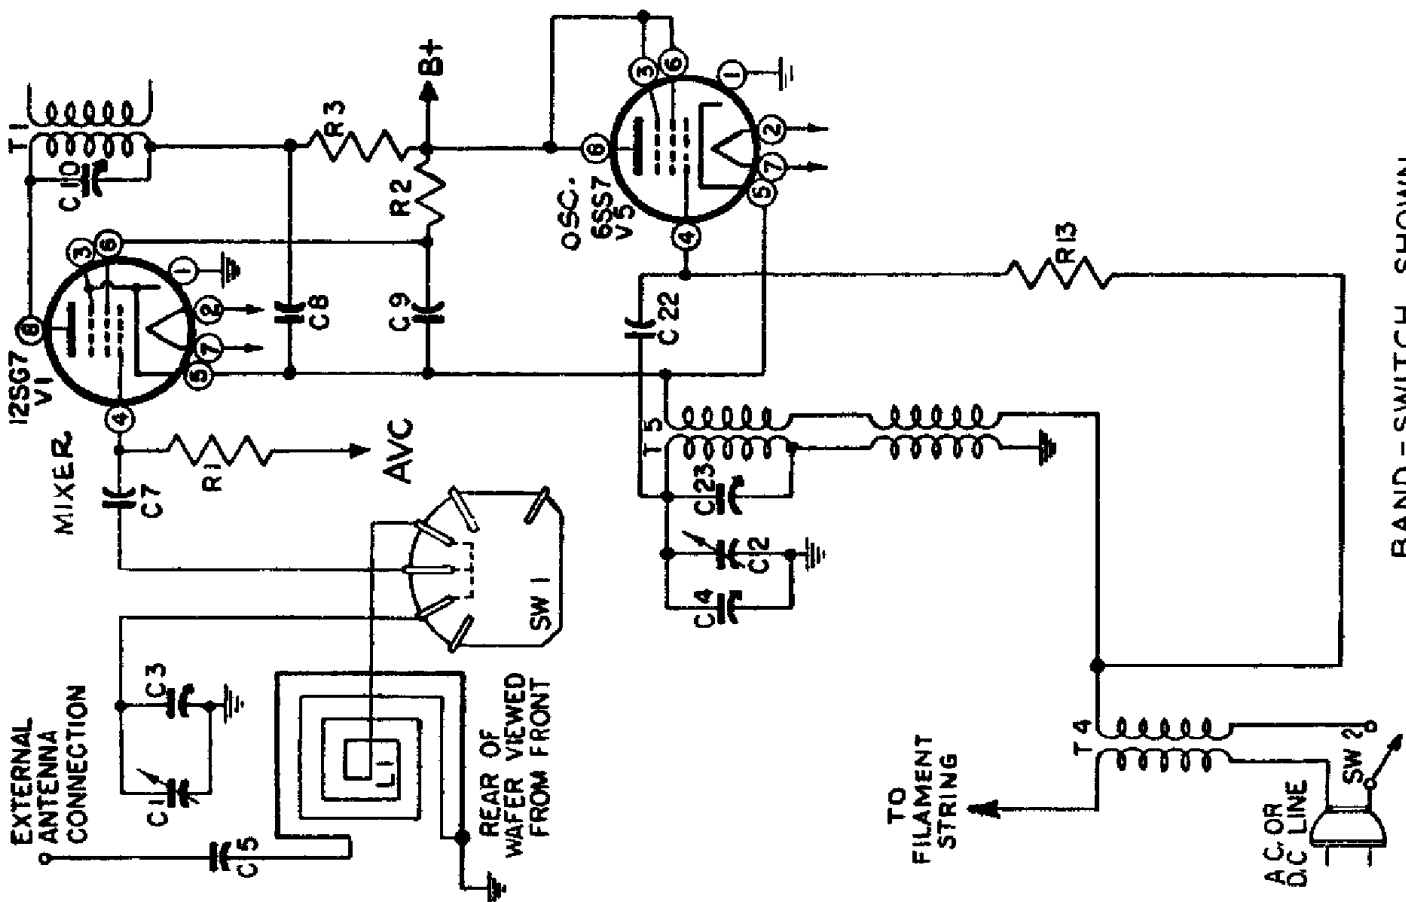 EXTERNAL
ANTENNA
CONNECTION
C1
C3
C5
L1
REAR OF
WAFER VIEWED
FROM FRONT
SW 1
MIXER
12SG7
V1
8
3
6
1
2
7
5
4
C7
R1
AVC
T1
C10
C8
C9
R3
R2
B+
OSC.
6SS7
V5
8
3
6
1
2
7
5
4
C22
R13
T5
C23
C2
C4
TO
FILAMENT
STRING
T4
SW 2
A.C. OR
D.C LINE
BAND-SWITCH SHOWN